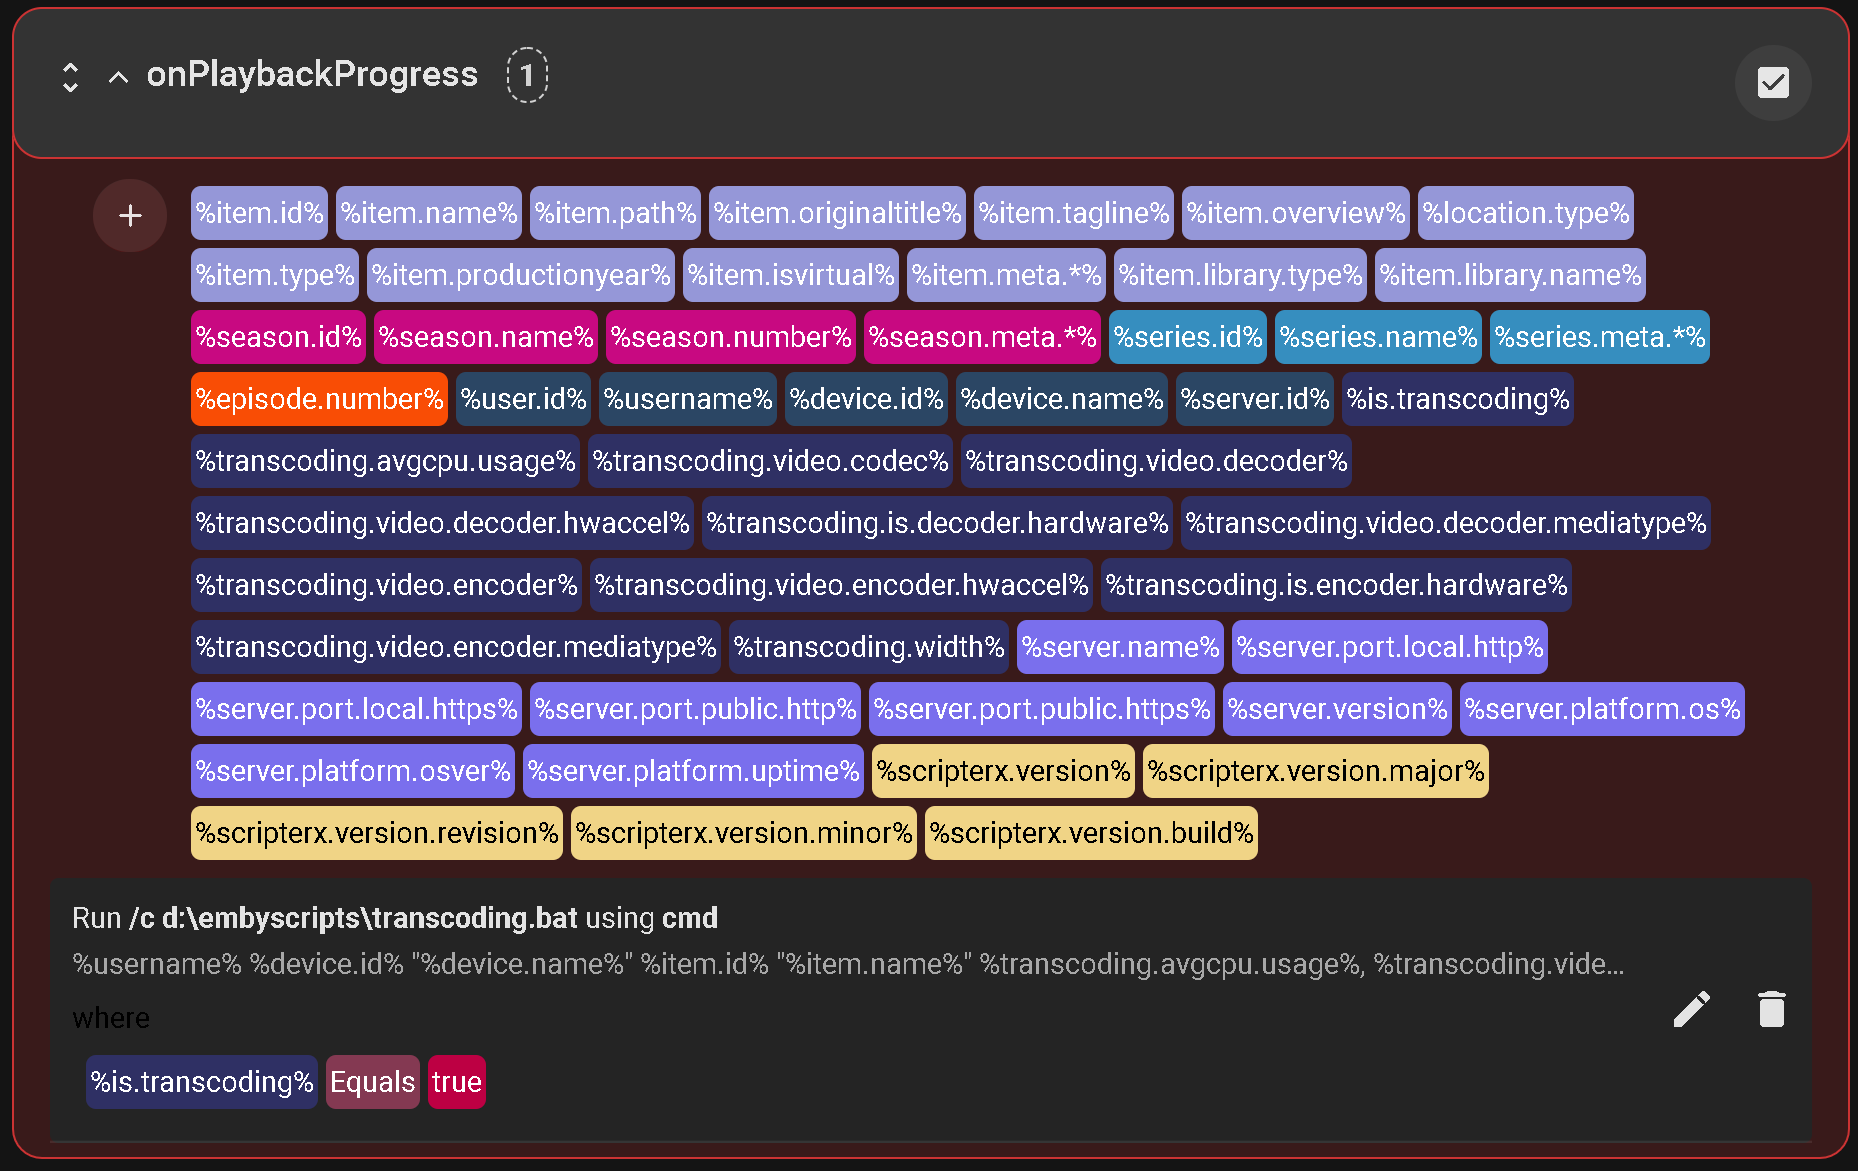 onPlaybackProgress 1
%item.id% %item.name% %item.path% %item.originaltitle% %item.tagline% %item.overview% %location.type%
%item.type% %item.productionyear% %item.isvirtual% %item.meta.*% %item.library.type% %item.library.name%
%season.id% %season.name% %season.number% %season.meta.*% %series.id% %series.name% %series.meta.*%
%episode.number% %user.id% %username% %device.id% %device.name% %server.id% %is.transcoding%
%transcoding.avgcpu.usage% %transcoding.video.codec% %transcoding.video.decoder%
%transcoding.video.decoder.hwaccel% %transcoding.is.decoder.hardware% %transcoding.video.decoder.mediatype%
%transcoding.video.encoder% %transcoding.video.encoder.hwaccel% %transcoding.is.encoder.hardware%
%transcoding.video.encoder.mediatype% %transcoding.width% %server.name% %server.port.local.http%
%server.port.local.https% %server.port.public.http% %server.port.public.https% %server.version% %server.platform.os%
%server.platform.osver% %server.platform.uptime% %scripterx.version% %scripterx.version.major%
%scripterx.version.revision% %scripterx.version.minor% %scripterx.version.build%
Run /c d:\embyscripts\transcoding.bat using cmd
%username% %device.id% "%device.name%" %item.id% "%item.name%" %transcoding.avgcpu.usage%, %transcoding.vide...
where
%is.transcoding% Equals true